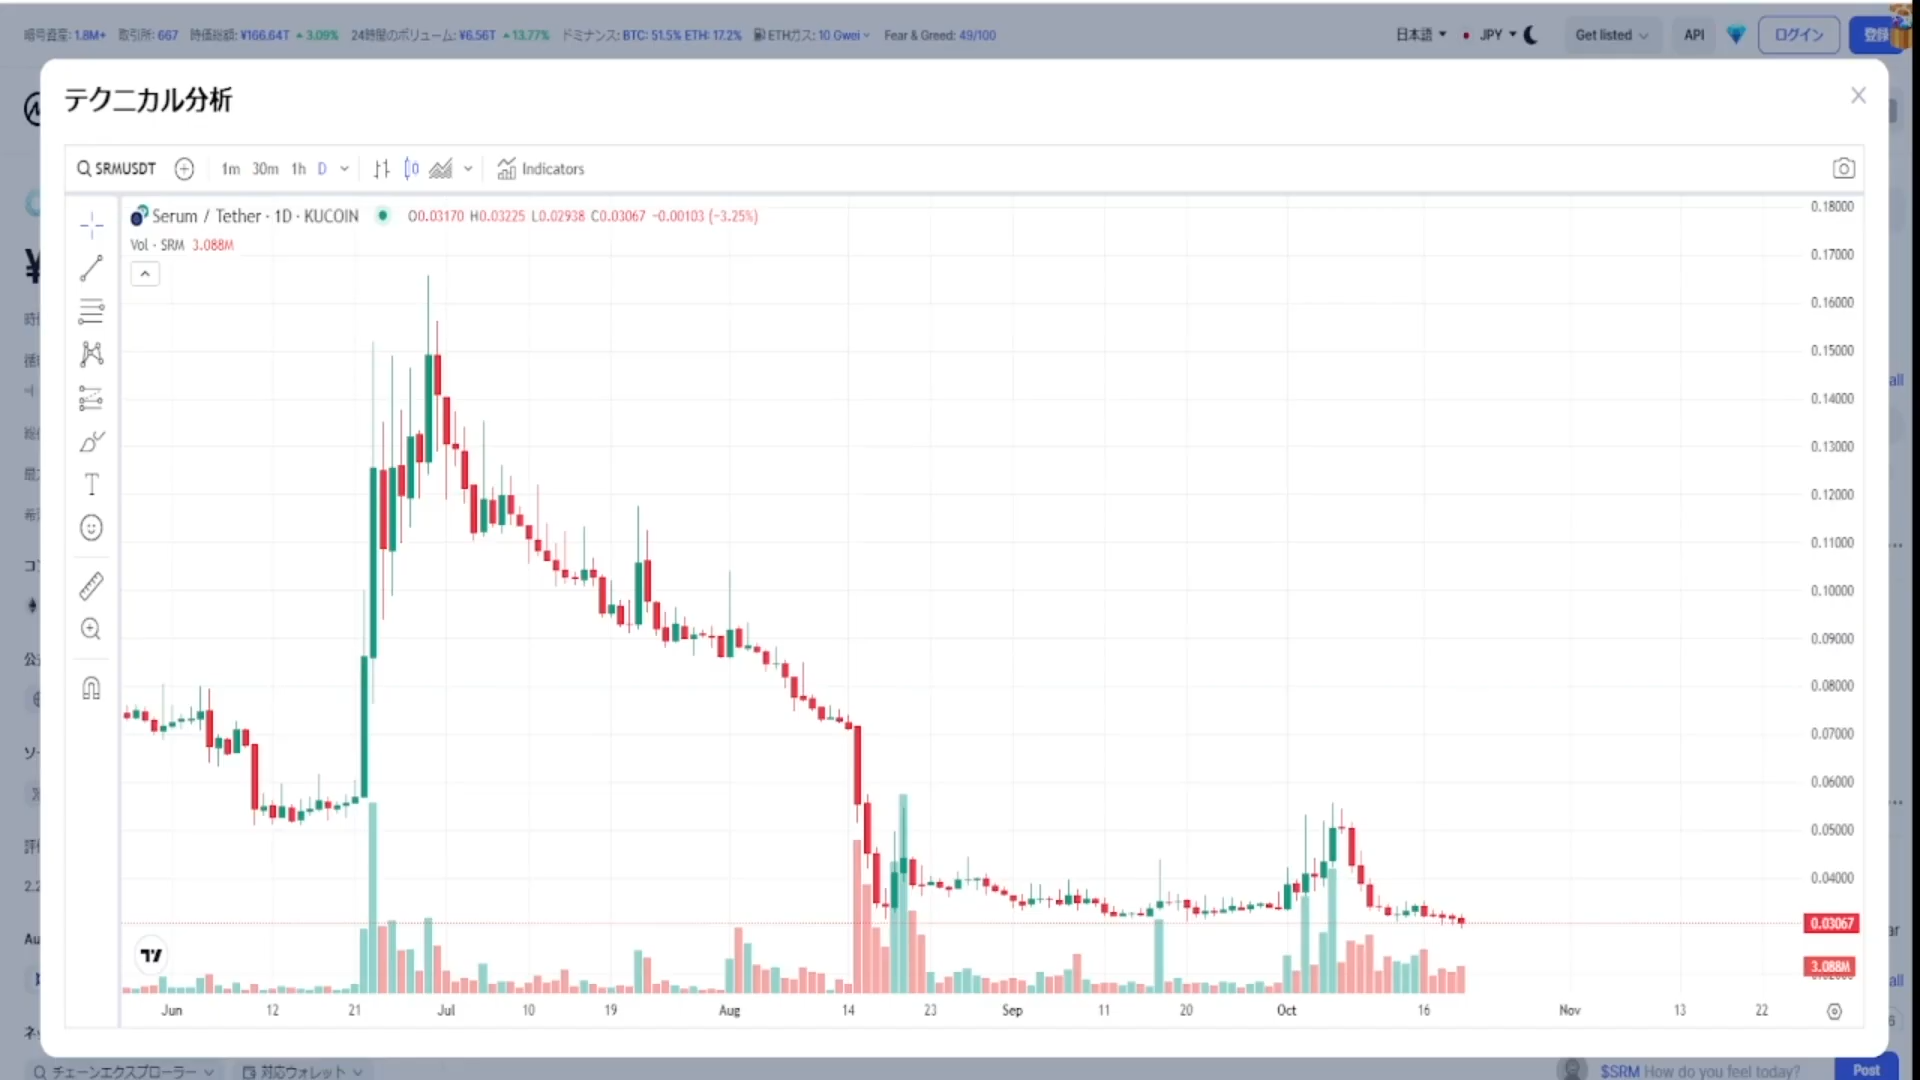 暗号資産: 1.8M+ 取引所: 667 時価総額: ¥166.64T ▲ 3.09% 24時間のボリューム: ¥6.56T ▲ 13.77% ドミナンス: BTC: 51.5% ETH: 17.2% ETHガス: 10 Gwei Fear & Greed: 49/100
日本語 JPY Get listed API ログイン 登録
テクニカル分析
SRMUSDT 1m 30m 1h D Indicators
Serum / Tether · 1D · KUCOIN O0.03170 H0.03225 L0.02938 C0.03067 −0.00103 (−3.25%)
Vol · SRM 3.088M
0.18000
0.17000
0.16000
0.15000
0.14000
0.13000
0.12000
0.11000
0.10000
0.09000
0.08000
0.07000
0.06000
0.05000
0.04000
0.03067
3.088M
Jun 12 21 Jul 10 19 Aug 14 23 Sep 11 20 Oct 16 Nov 13 22
チェーンエクスプローラー 対応ウォレット
$SRM How do you feel today? Post